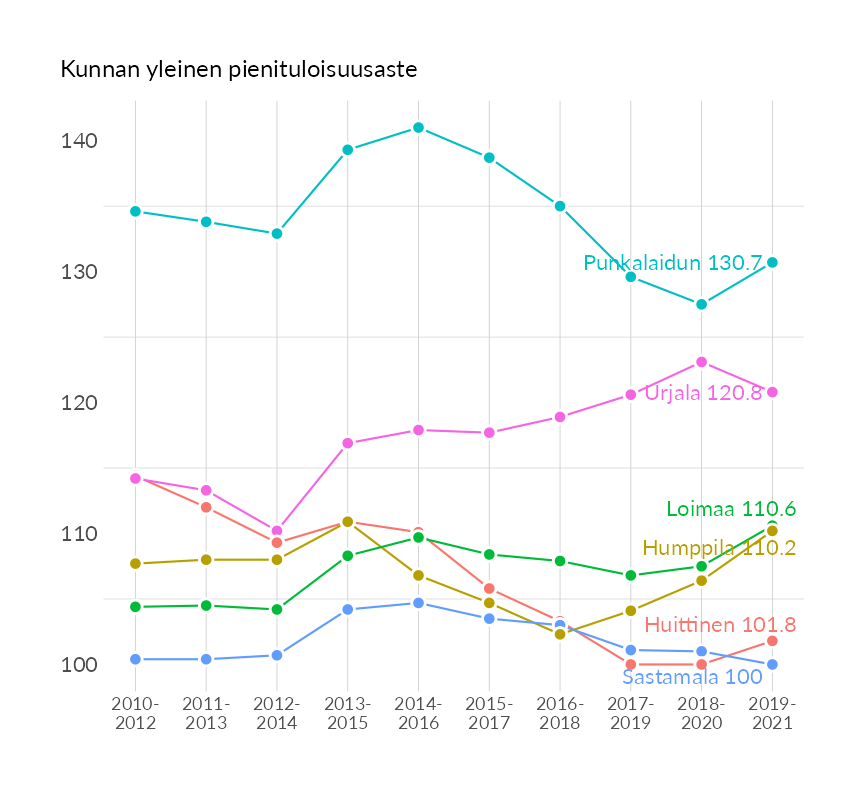 Kunnan yleinen pienituloisuusaste
140
130
120
110
100
Punkalaidun 130.7
Urjala 120.8
Loimaa 110.6
Humppila 110.2
Huittinen 101.8
Sastamala 100
2010- 2011- 2012- 2013- 2014- 2015- 2016- 2017- 2018- 2019-
2012 2013 2014 2015 2016 2017 2018 2019 2020 2021